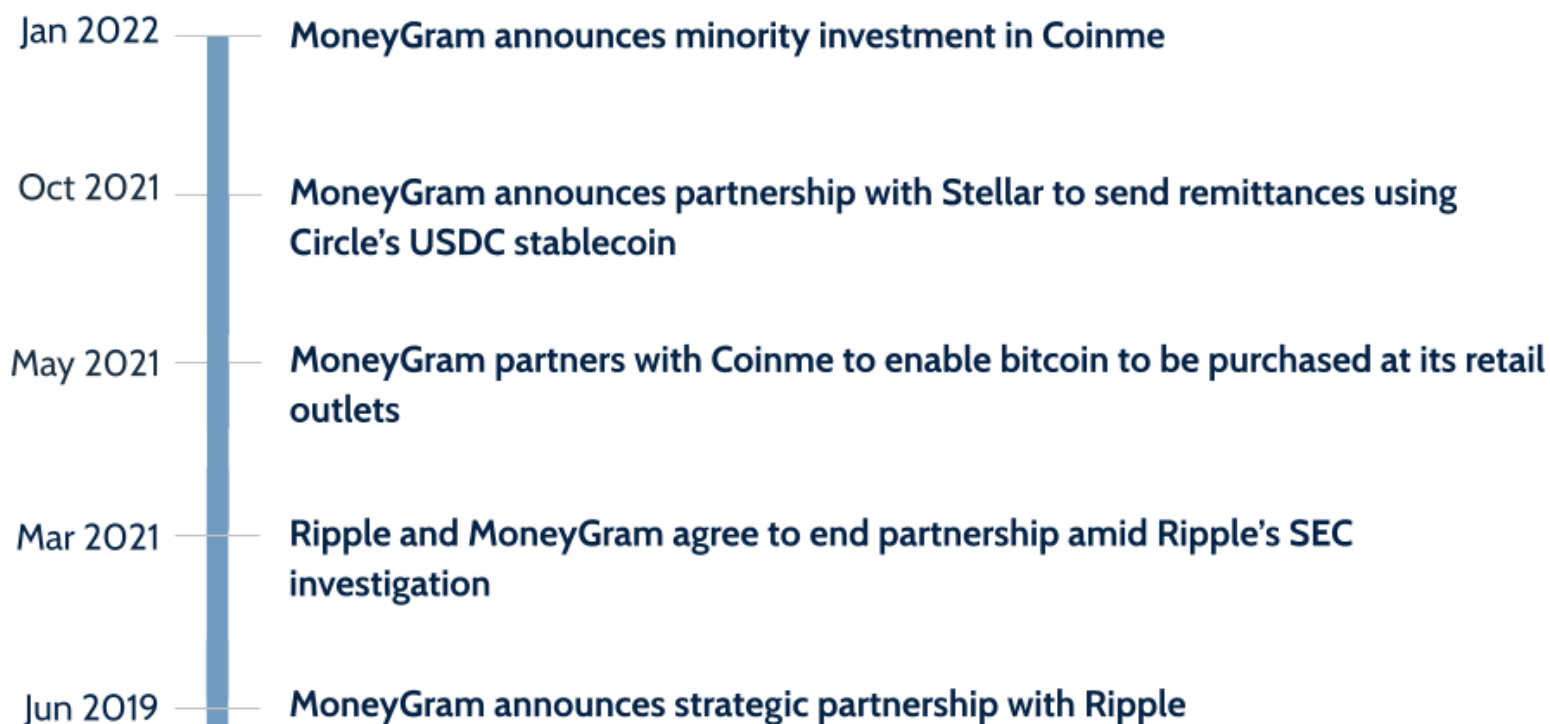 Jan 2022
MoneyGram announces minority investment in Coinme
Oct 2021
MoneyGram announces partnership with Stellar to send remittances using
Circle’s USDC stablecoin
May 2021
MoneyGram partners with Coinme to enable bitcoin to be purchased at its retail
outlets
Mar 2021
Ripple and MoneyGram agree to end partnership amid Ripple’s SEC
investigation
Jun 2019
MoneyGram announces strategic partnership with Ripple